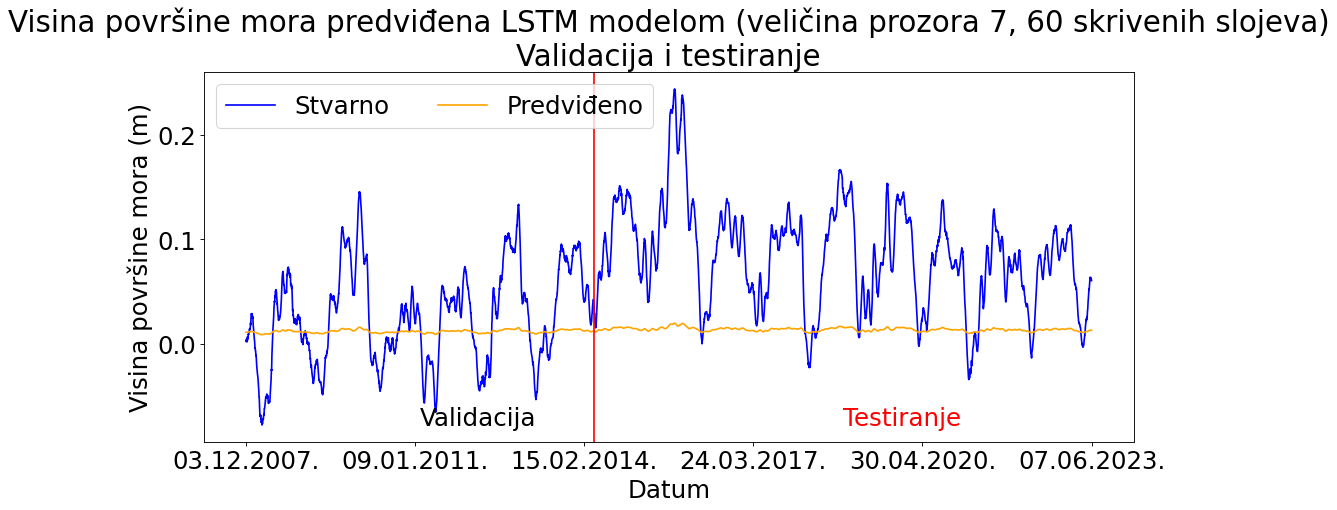 Visina površine mora predviđena LSTM modelom (veličina prozora 7, 60 skrivenih slojeva)
Validacija i testiranje
Stvarno Predviđeno
Visina površine mora (m)
0.2
0.1
0.0
Validacija Testiranje
03.12.2007. 09.01.2011. 15.02.2014. 24.03.2017. 30.04.2020. 07.06.2023.
Datum